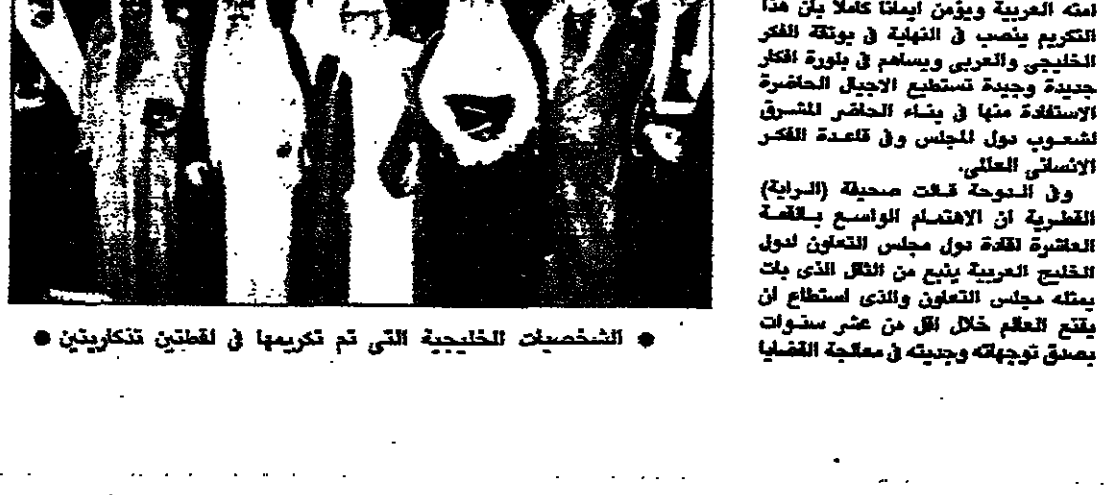 امته العربية ويؤمن ايمانا كاملا بأن هذا
التكريم ينصب في النهاية في بوتقة الفكر
الخليجي والعربي ويساهم في بلورة افكار
جديدة وجيدة تستطيع الاجيال الحاضرة
الاستفادة منها في بناء الحاضر المشرق
لشعوب دول المجلس وفي قاعدة الفكر
الانساني العالمي.
وفي الدوحة قالت صحيفة (الراية)
القطرية ان الاهتمام الواسع بالقمة
العاشرة لقادة دول مجلس التعاون لدول
الخليج العربية ينبع من الثقل الذي بات
يمثله مجلس التعاون والذي استطاع ان
يقنع العالم خلال اقل من عشر سنوات
بصدق توجهاته وجديته في معالجة القضايا
● الشخصيات الخليجية التي تم تكريمها في لقطتين تذكاريتين ●